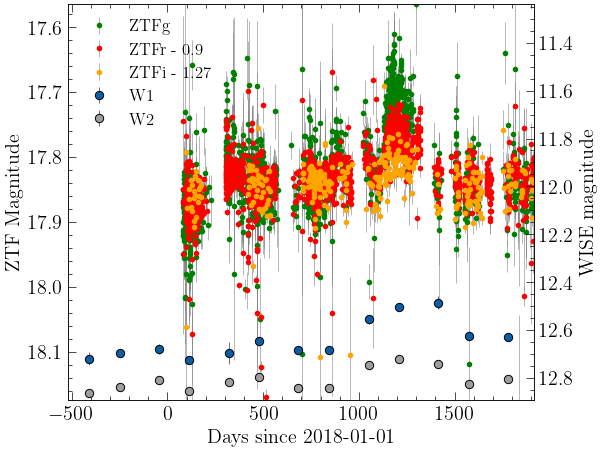 ZTFg
ZTFr - 0.9
ZTFi - 1.27
W1
W2
17.6
17.7
17.8
17.9
18.0
18.1
ZTF Magnitude
11.4
11.6
11.8
12.0
12.2
12.4
12.6
12.8
WISE magnitude
−500
0
500
1000
1500
Days since 2018-01-01